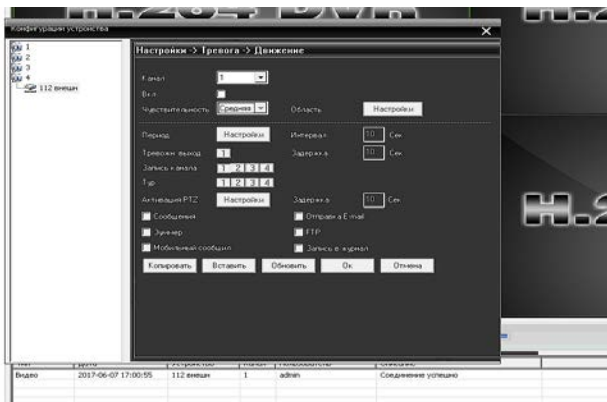 H.264 DVR
Конфигурация устройства
1
2
3
4
112 внешн
Настройки -> Тревога -> Движение
Канал 1
Вкл
Чувствительность Средняя Область Настройки
Период Настройки Интервал 10 Сек
Тревожн выход 1 Задержка 10 Сек
Запись канала 1 2 3 4
Тур 1 2 3 4
Активация PTZ Настройки Задержка 10 Сек
Сообщения Отправка E-mail
Зуммер FTP
Мобильный сообщил Запись в журнал
Копировать Вставить Обновить Ок Отмена
Видео 2017-06-07 17:00:55 112 внешн 1 admin Соединение успешно